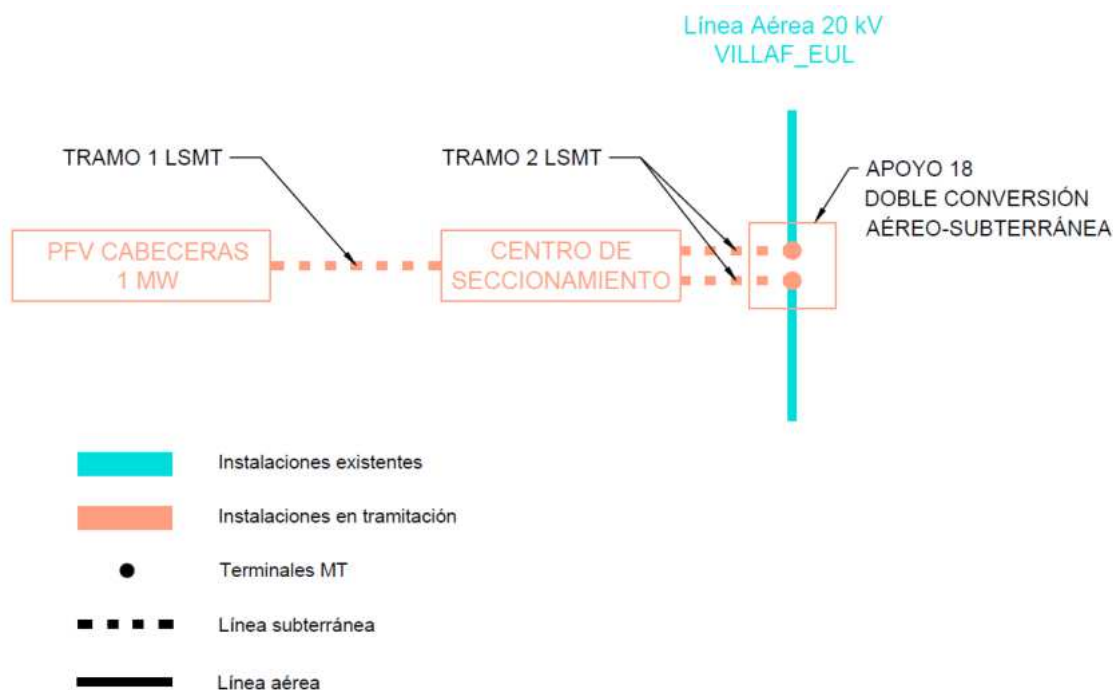 Línea Aérea 20 kV
VILLAF_EUL
TRAMO 1 LSMT
TRAMO 2 LSMT
APOYO 18
DOBLE CONVERSIÓN
AÉREO-SUBTERRÁNEA
PFV CABECERAS
1 MW
CENTRO DE
SECCIONAMIENTO
Instalaciones existentes
Instalaciones en tramitación
Terminales MT
Línea subterránea
Línea aérea